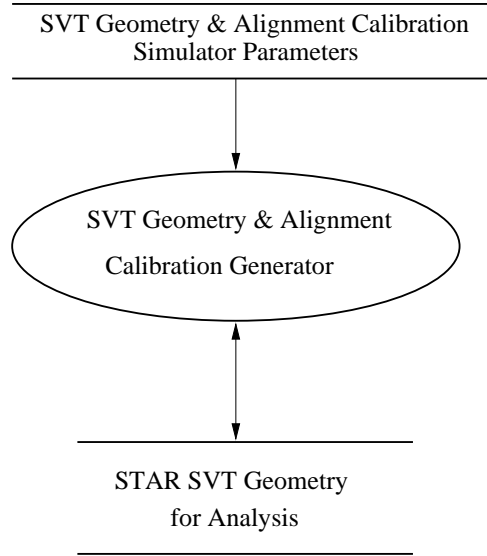 SVT Geometry & Alignment Calibration
Simulator Parameters
SVT Geometry & Alignment
Calibration Generator
STAR SVT Geometry
for Analysis